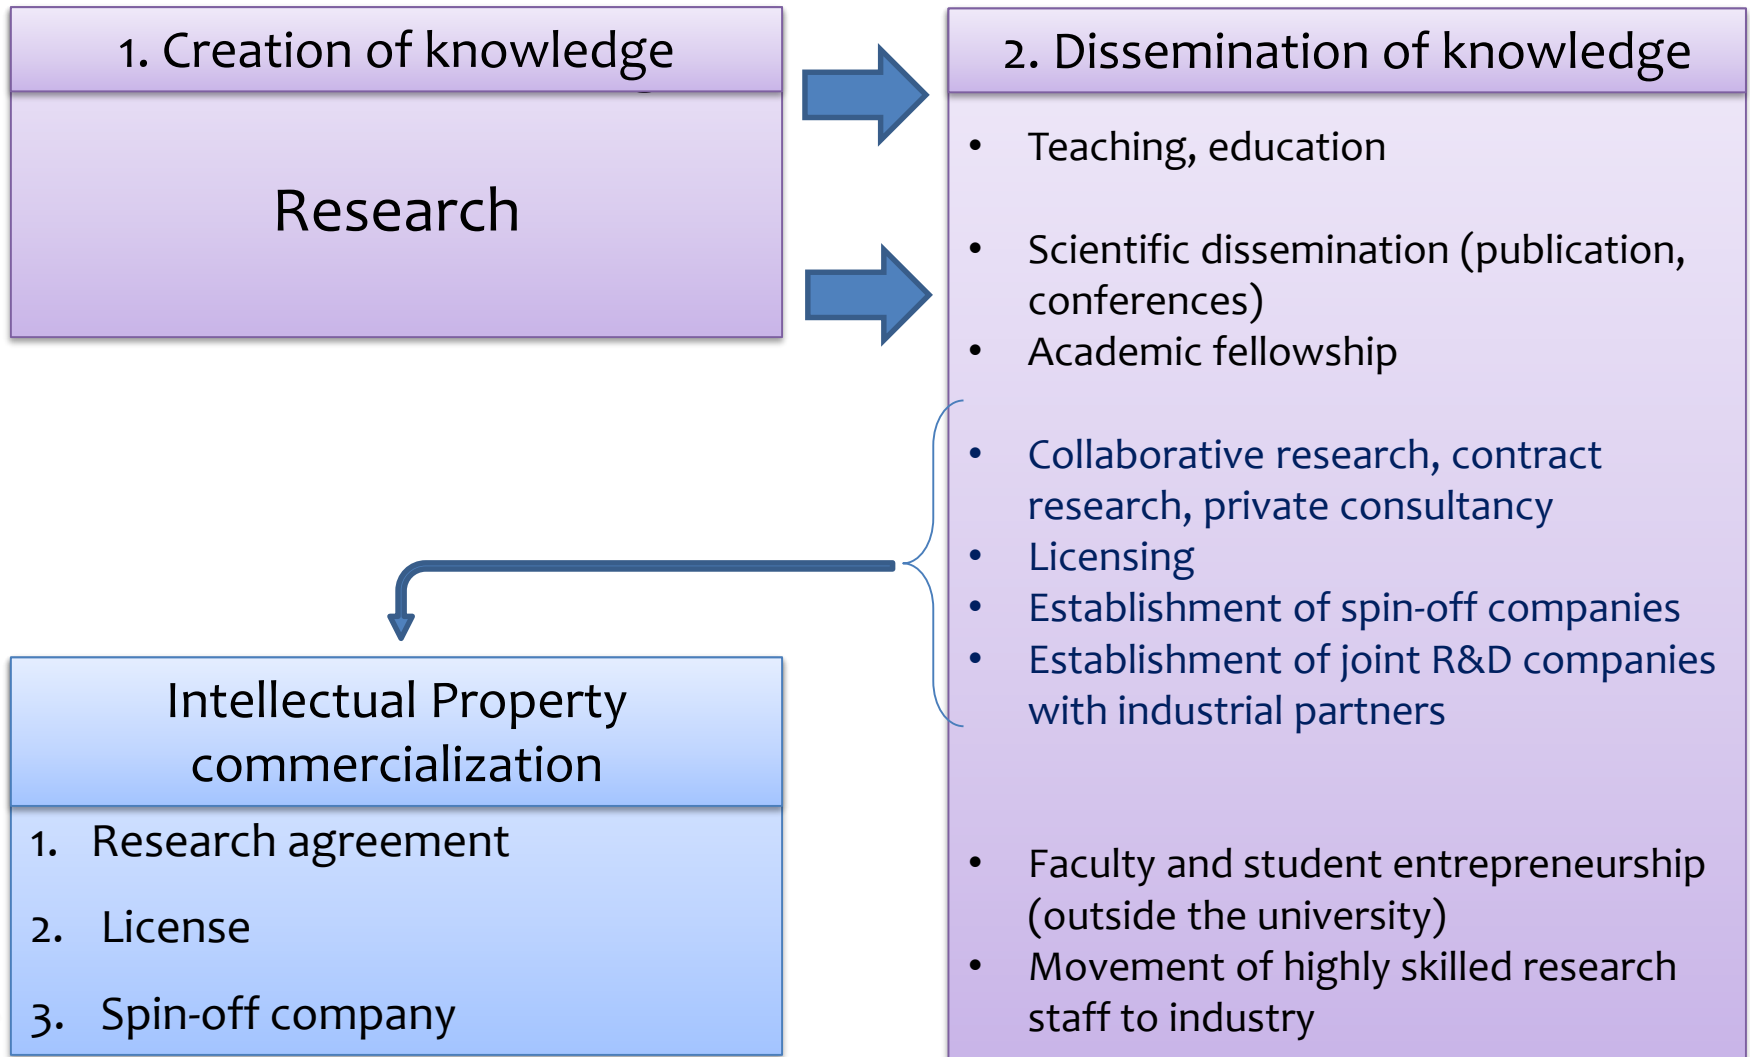 1. Creation of knowledge
Research
2. Dissemination of knowledge
• Teaching, education
• Scientific dissemination (publication,
conferences)
• Academic fellowship
• Collaborative research, contract
research, private consultancy
• Licensing
• Establishment of spin-off companies
• Establishment of joint R&D companies
with industrial partners
• Faculty and student entrepreneurship
(outside the university)
• Movement of highly skilled research
staff to industry
Intellectual Property
commercialization
1. Research agreement
2. License
3. Spin-off company